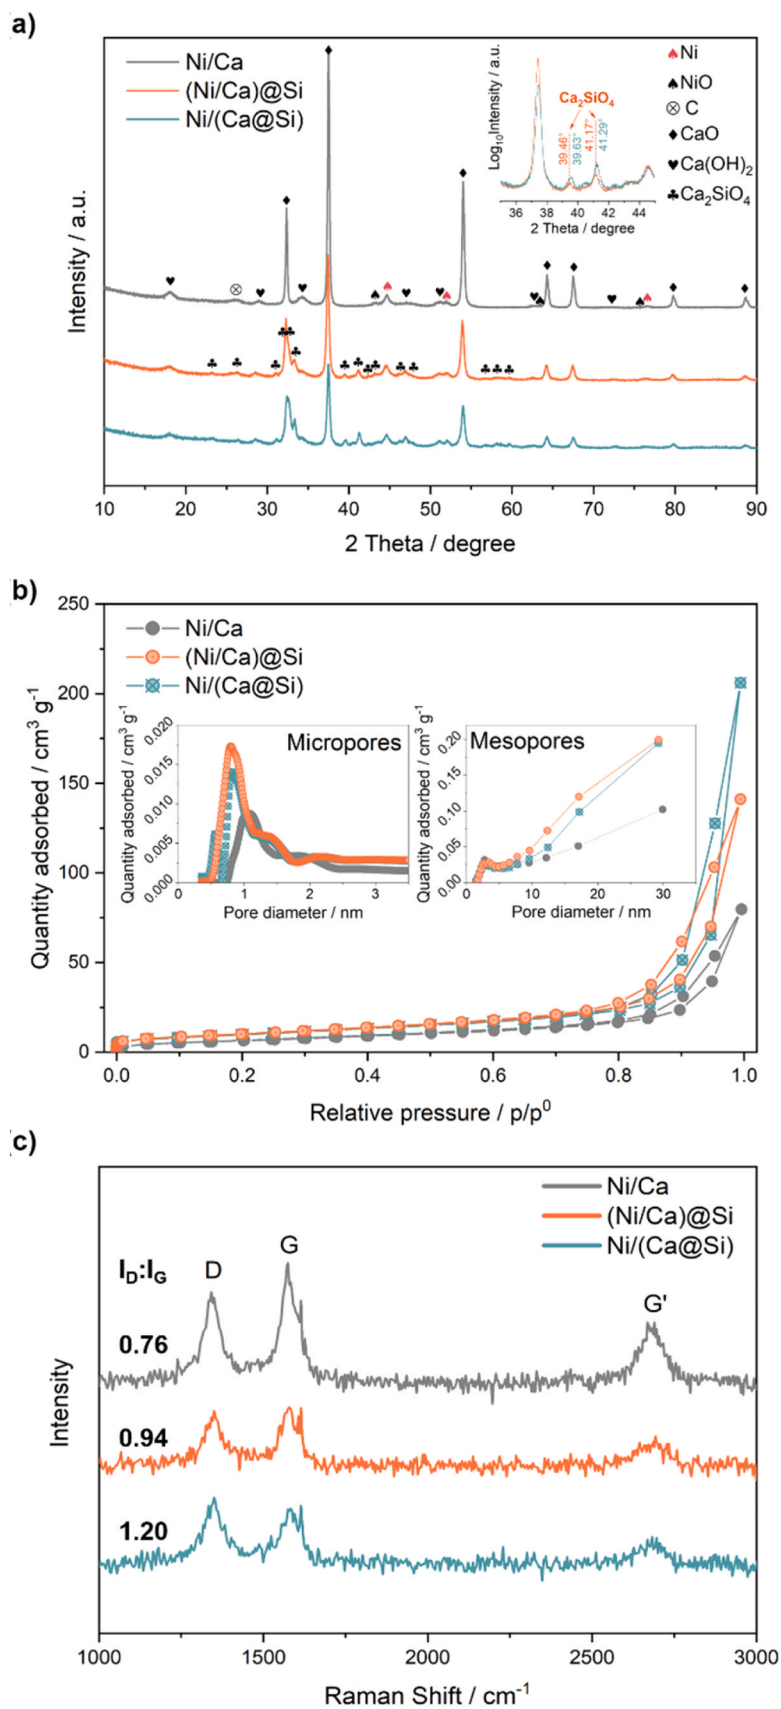 a)
Ni/Ca
(Ni/Ca)@Si
Ni/(Ca@Si)
Ni
NiO
C
CaO
Ca(OH)2
Ca2SiO4
Log10Intensity / a.u.
Ca2SiO4
39.46°
39.63°
41.17°
41.29°
36 38 40 42 44
2 Theta / degree
Intensity / a.u.
10 20 30 40 50 60 70 80 90
2 Theta / degree
b)
250
200
150
100
50
0
Quantity adsorbed / cm3 g-1
Ni/Ca
(Ni/Ca)@Si
Ni/(Ca@Si)
Micropores
Quantity adsorbed / cm3 g-1
0.020
0.015
0.010
0.005
0.000
0 1 2 3
Pore diameter / nm
Mesopores
Quantity adsorbed / cm3 g-1
0.20
0.15
0.10
0.05
0.00
0 10 20 30
Pore diameter / nm
0.0 0.2 0.4 0.6 0.8 1.0
Relative pressure / p/p0
c)
Ni/Ca
(Ni/Ca)@Si
Ni/(Ca@Si)
ID:IG
D
G
G'
0.76
0.94
1.20
Intensity
1000 1500 2000 2500 3000
Raman Shift / cm-1